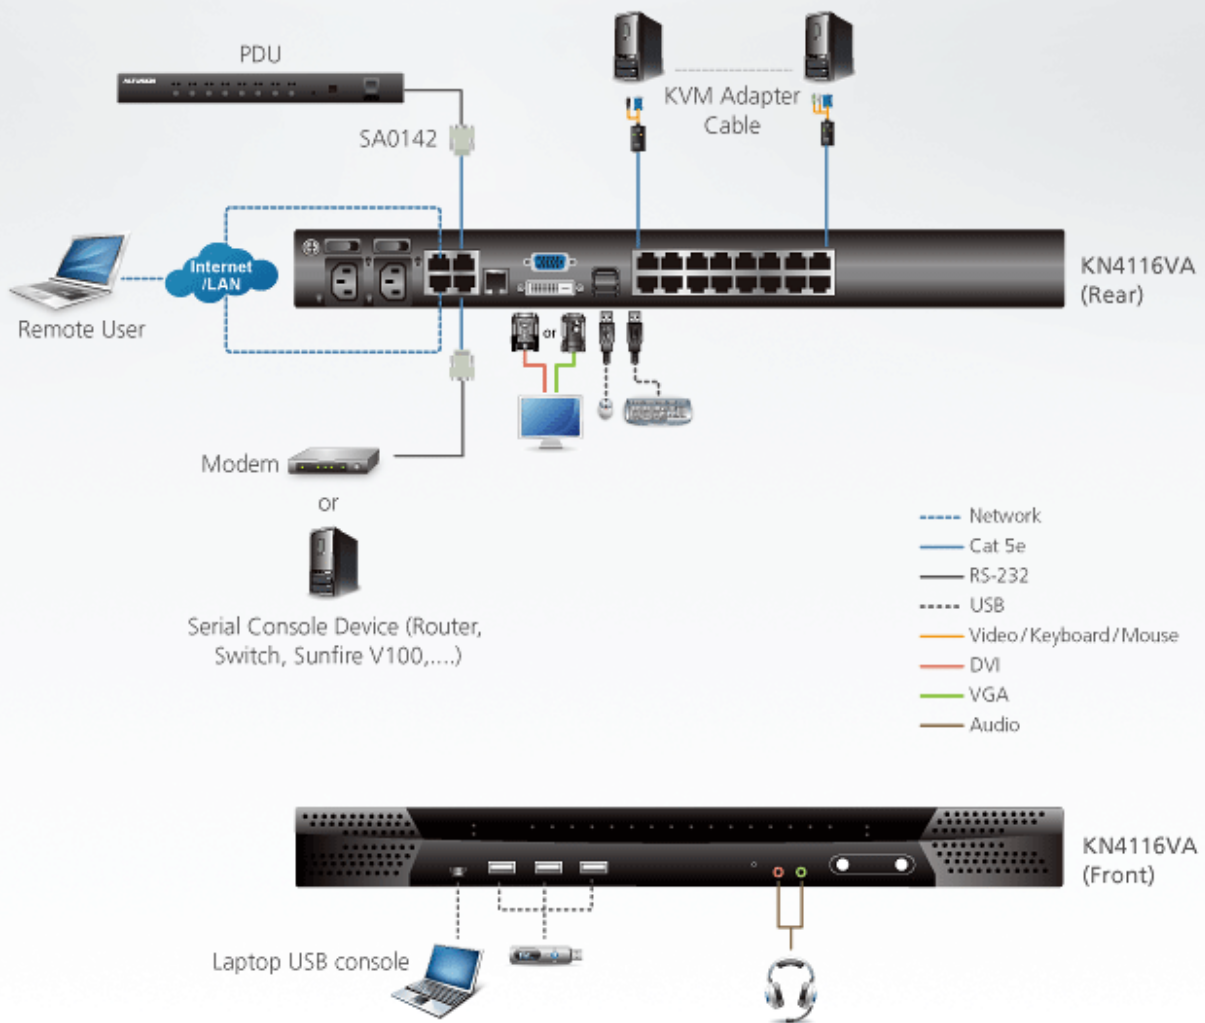 PDU
KVM Adapter
Cable
SA0142
Internet
/LAN
KN4116VA
(Rear)
Remote User
or
Modem
or
Serial Console Device (Router,
Switch, Sunfire V100,....)
Network
Cat 5e
RS-232
USB
Video/Keyboard/Mouse
DVI
VGA
Audio
KN4116VA
(Front)
Laptop USB console